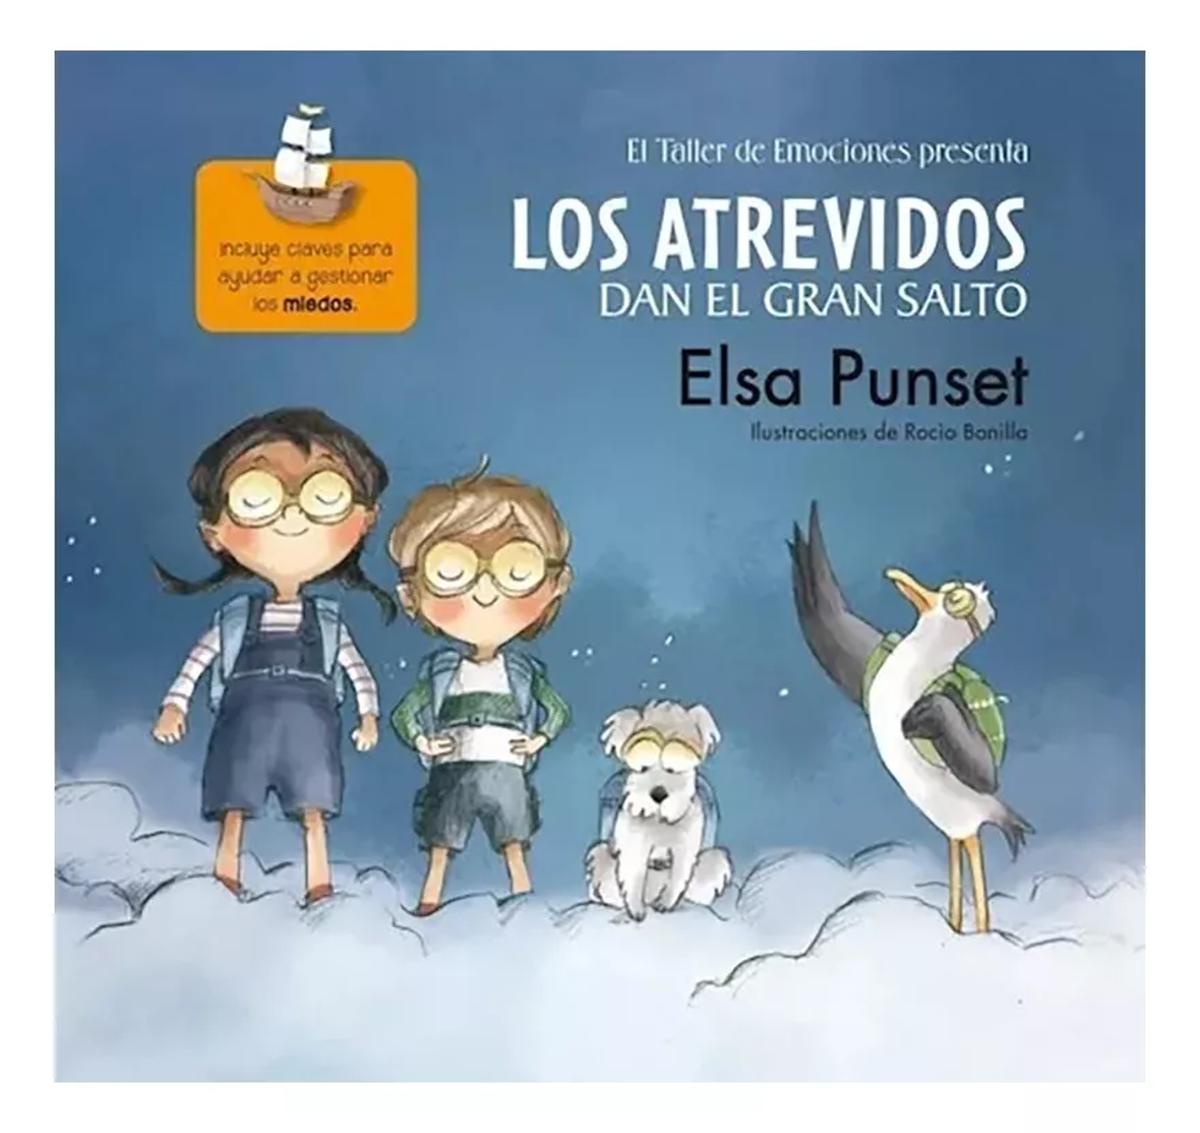 El Taller de Emociones presenta
LOS ATREVIDOS
DAN EL GRAN SALTO
Elsa Punset
Ilustraciones de Rocio Bonilla
Incluye claves para
ayudar a gestionar
los miedos.